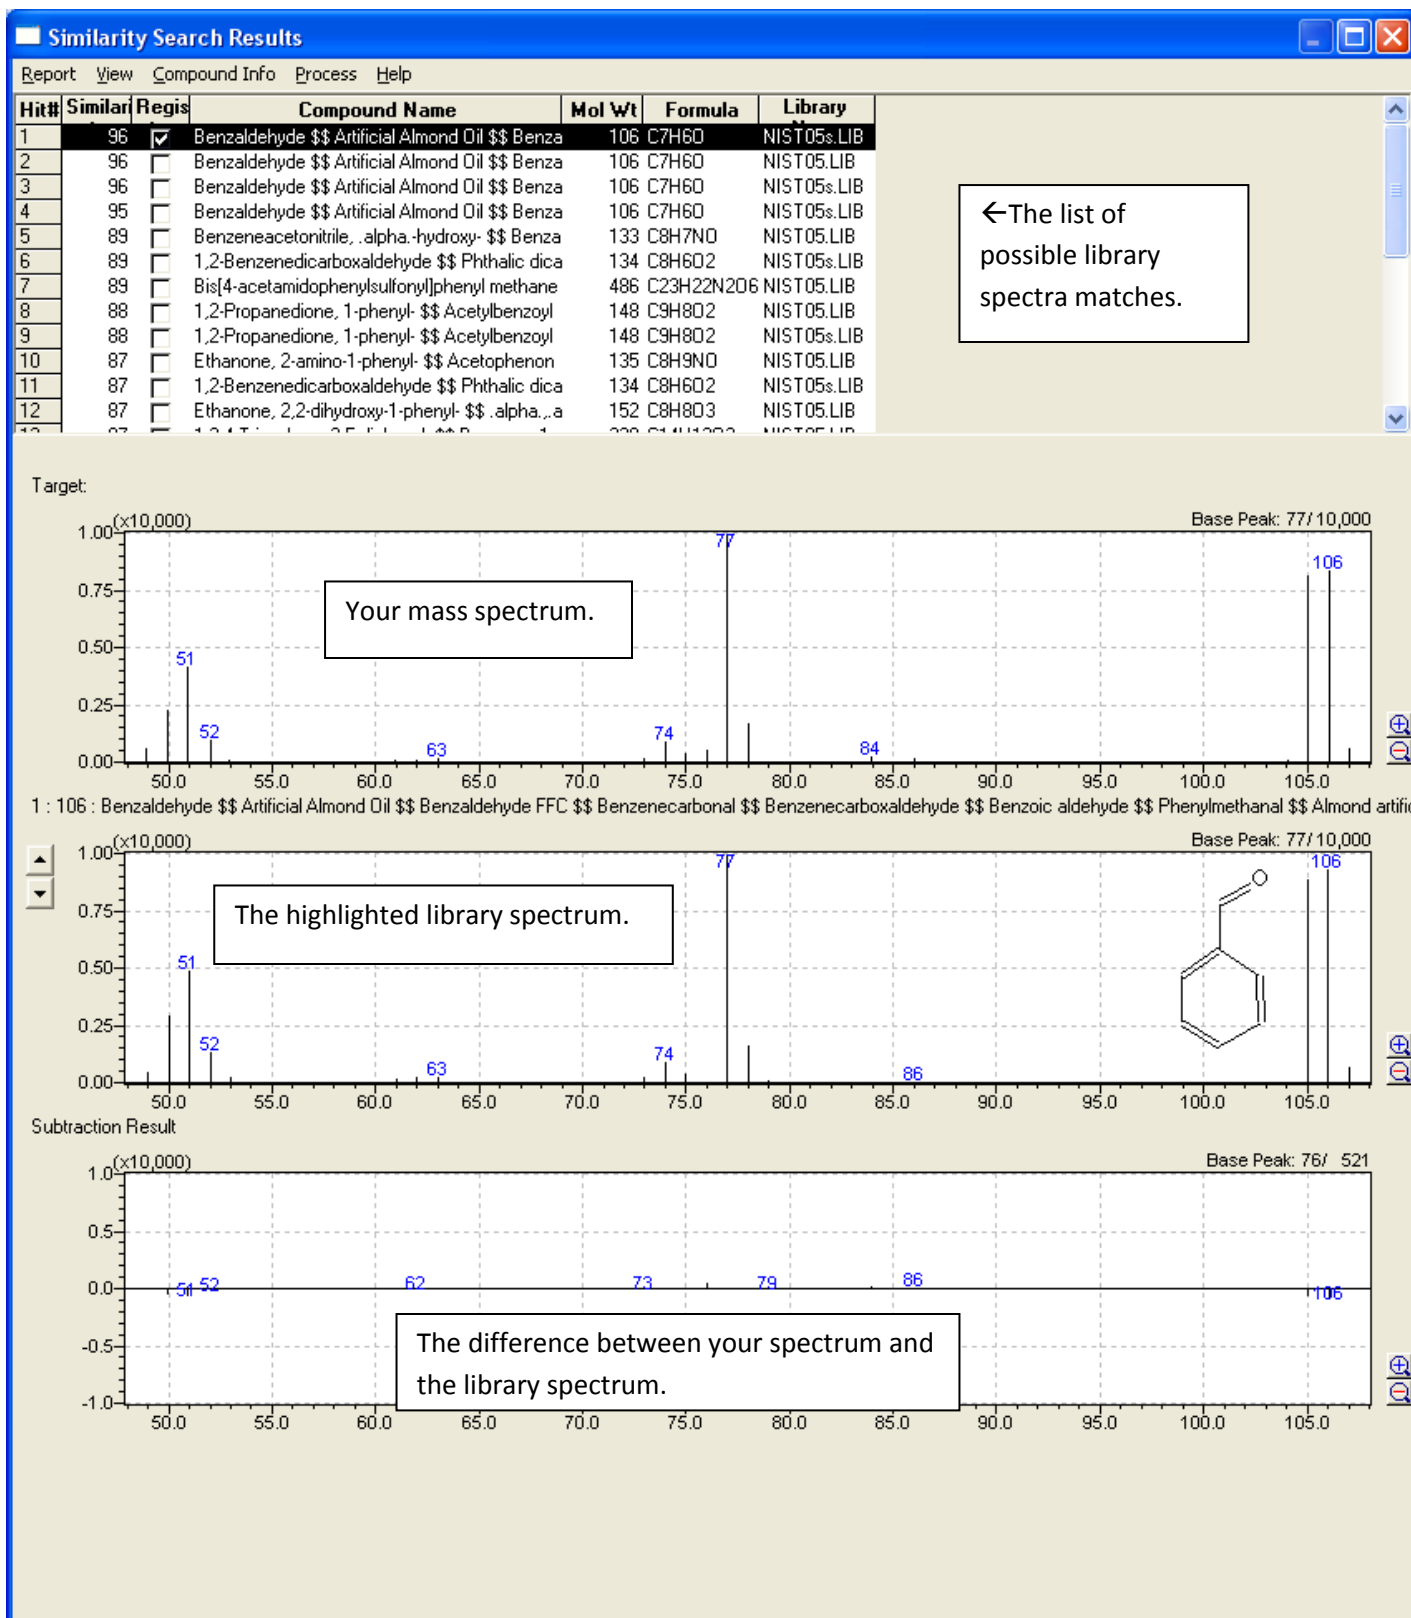 Similarity Search Results
Report View Compound Info Process Help
Hit# Similari Regis Compound Name Mol Wt Formula Library
1 96 Benzaldehyde $$ Artificial Almond Oil $$ Benza 106 C7H6O NIST05s.LIB
2 96 Benzaldehyde $$ Artificial Almond Oil $$ Benza 106 C7H6O NIST05.LIB
3 96 Benzaldehyde $$ Artificial Almond Oil $$ Benza 106 C7H6O NIST05s.LIB
4 95 Benzaldehyde $$ Artificial Almond Oil $$ Benza 106 C7H6O NIST05s.LIB
5 89 Benzeneacetonitrile, .alpha.-hydroxy- $$ Benza 133 C8H7NO NIST05.LIB
6 89 1,2-Benzenedicarboxaldehyde $$ Phthalic dica 134 C8H6O2 NIST05s.LIB
7 89 Bis[4-acetamidophenylsulfonyl]phenyl methane 486 C23H22N2O6 NIST05.LIB
8 88 1,2-Propanedione, 1-phenyl- $$ Acetylbenzoyl 148 C9H8O2 NIST05.LIB
9 88 1,2-Propanedione, 1-phenyl- $$ Acetylbenzoyl 148 C9H8O2 NIST05s.LIB
10 87 Ethanone, 2-amino-1-phenyl- $$ Acetophenon 135 C8H9NO NIST05.LIB
11 87 1,2-Benzenedicarboxaldehyde $$ Phthalic dica 134 C8H6O2 NIST05s.LIB
12 87 Ethanone, 2,2-dihydroxy-1-phenyl- $$ .alpha.,.a 152 C8H8O3 NIST05.LIB
←The list of
possible library
spectra matches.
Target:
(x10,000) Base Peak: 77/10,000
1.00
0.75
0.50
0.25
0.00
51 52 63 74 77 84 106
Your mass spectrum.
50.0 55.0 60.0 65.0 70.0 75.0 80.0 85.0 90.0 95.0 100.0 105.0
1 : 106 : Benzaldehyde $$ Artificial Almond Oil $$ Benzaldehyde FFC $$ Benzenecarbonal $$ Benzenecarboxaldehyde $$ Benzoic aldehyde $$ Phenylmethanal $$ Almond artific
(x10,000) Base Peak: 77/10,000
1.00
0.75
0.50
0.25
0.00
51 52 63 74 77 86 106
O
The highlighted library spectrum.
50.0 55.0 60.0 65.0 70.0 75.0 80.0 85.0 90.0 95.0 100.0 105.0
Subtraction Result
(x10,000) Base Peak: 76/ 521
1.0
0.5
0.0
-0.5
-1.0
51 52 62 73 79 86 106
The difference between your spectrum and
the library spectrum.
50.0 55.0 60.0 65.0 70.0 75.0 80.0 85.0 90.0 95.0 100.0 105.0